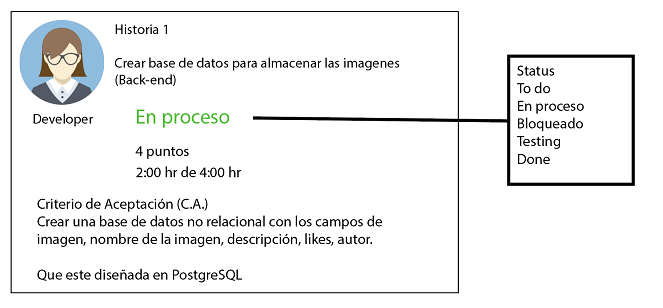 Historia 1
Crear base de datos para almacenar las imagenes
(Back-end)
Developer
En proceso
4 puntos
2:00 hr de 4:00 hr
Criterio de Aceptación (C.A.)
Crear una base de datos no relacional con los campos de
imagen, nombre de la imagen, descripción, likes, autor.
Que este diseñada en PostgreSQL
Status
To do
En proceso
Bloqueado
Testing
Done